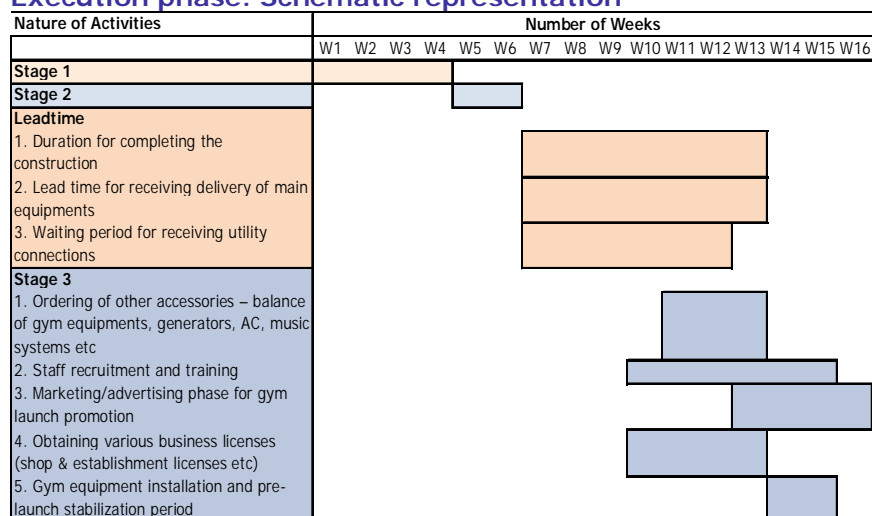 Execution phase: Schematic representation
Nature of Activities
Number of Weeks
W1 W2 W3 W4 W5 W6 W7 W8 W9 W10 W11 W12 W13 W14 W15 W16
Stage 1
Stage 2
Leadtime
1. Duration for completing the
construction
2. Lead time for receiving delivery of main
equipments
3. Waiting period for receiving utility
connections
Stage 3
1. Ordering of other accessories – balance
of gym equipments, generators, AC, music
systems etc
2. Staff recruitment and training
3. Marketing/advertising phase for gym
launch promotion
4. Obtaining various business licenses
(shop & establishment licenses etc)
5. Gym equipment installation and pre-
launch stabilization period